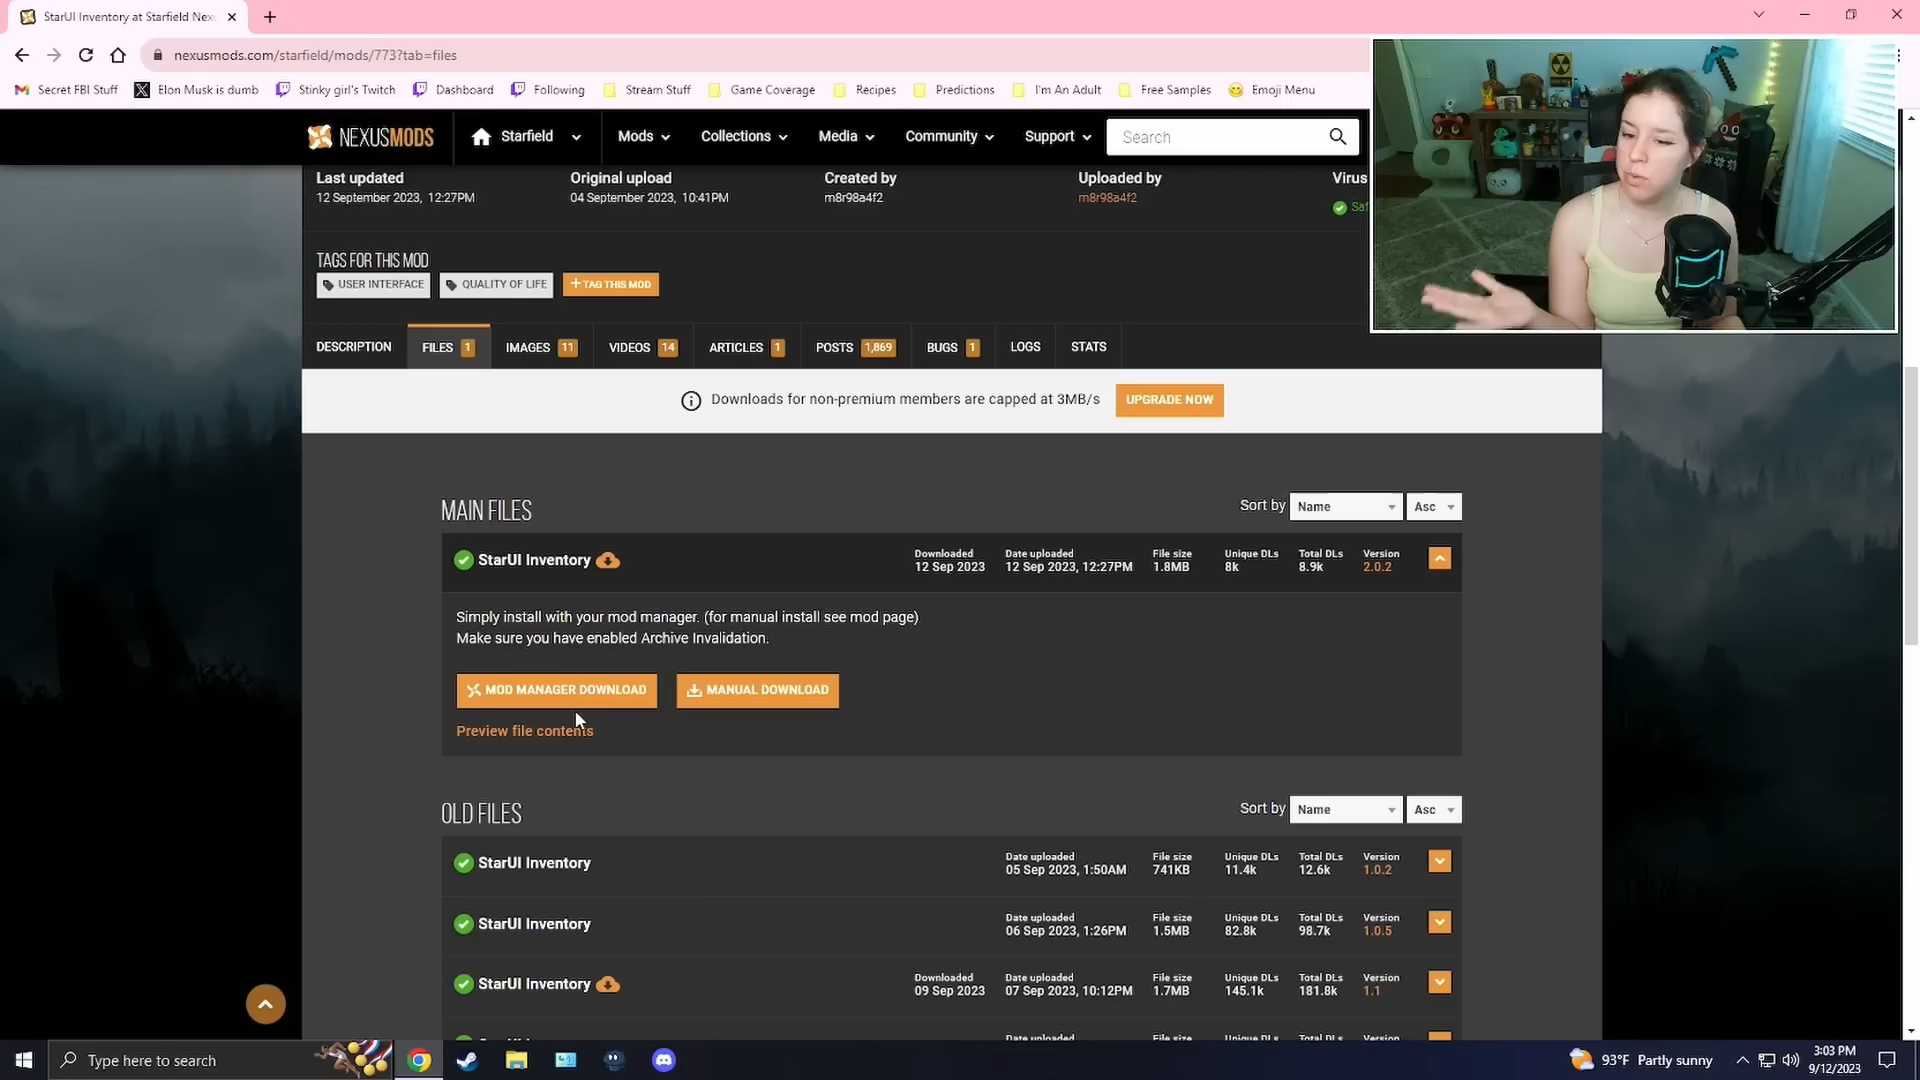 StarUI Inventory at Starfield Nex
nexusmods.com/starfield/mods/773?tab=files
Secret FBI Stuff
Elon Musk is dumb
Stinky girl's Twitch
Dashboard
Following
Stream Stuff
Game Coverage
Recipes
Predictions
I'm An Adult
Free Samples
Emoji Menu
NEXUSMODS
Starfield
Mods
Collections
Media
Community
Support
Search
Last updated
12 September 2023, 12:27PM
Original upload
04 September 2023, 10:41PM
Created by
m8r98a4f2
Uploaded by
m8r98a4f2
Virus
Saf
TAGS FOR THIS MOD
USER INTERFACE
QUALITY OF LIFE
+ TAG THIS MOD
DESCRIPTION
FILES 1
IMAGES 11
VIDEOS 14
ARTICLES 1
POSTS 1,869
BUGS 1
LOGS
STATS
Downloads for non-premium members are capped at 3MB/s
UPGRADE NOW
MAIN FILES
Sort by Name Asc
StarUI Inventory
Downloaded
12 Sep 2023
Date uploaded
12 Sep 2023, 12:27PM
File size
1.8MB
Unique DLs
8k
Total DLs
8.9k
Version
2.0.2
Simply install with your mod manager. (for manual install see mod page)
Make sure you have enabled Archive Invalidation.
MOD MANAGER DOWNLOAD
MANUAL DOWNLOAD
Preview file contents
OLD FILES
Sort by Name Asc
StarUI Inventory
Date uploaded
05 Sep 2023, 1:50AM
File size
741KB
Unique DLs
11.4k
Total DLs
12.6k
Version
1.0.2
StarUI Inventory
Date uploaded
06 Sep 2023, 1:26PM
File size
1.5MB
Unique DLs
82.8k
Total DLs
98.7k
Version
1.0.5
StarUI Inventory
Downloaded
09 Sep 2023
Date uploaded
07 Sep 2023, 10:12PM
File size
1.7MB
Unique DLs
145.1k
Total DLs
181.8k
Version
1.1
Date uploaded
File size
Unique DLs
Total DLs
Version
Type here to search
93°F Partly sunny
3:03 PM
9/12/2023